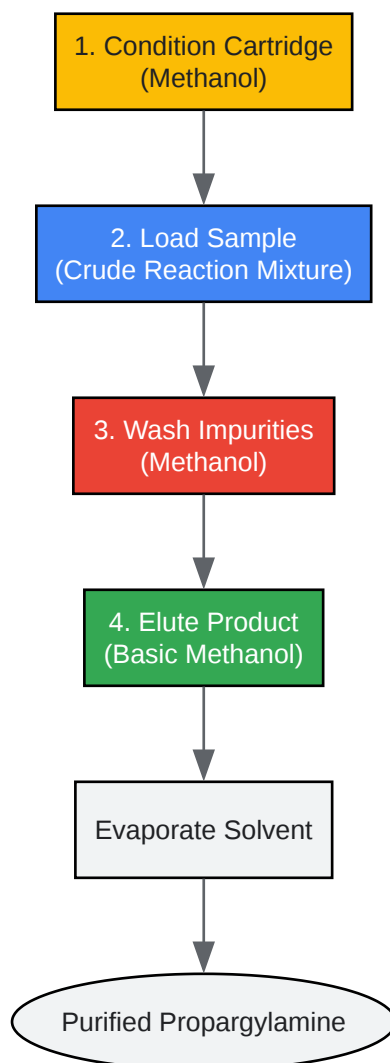 1. Condition Cartridge
(Methanol)
2. Load Sample
(Crude Reaction Mixture)
3. Wash Impurities
(Methanol)
4. Elute Product
(Basic Methanol)
Evaporate Solvent
Purified Propargylamine